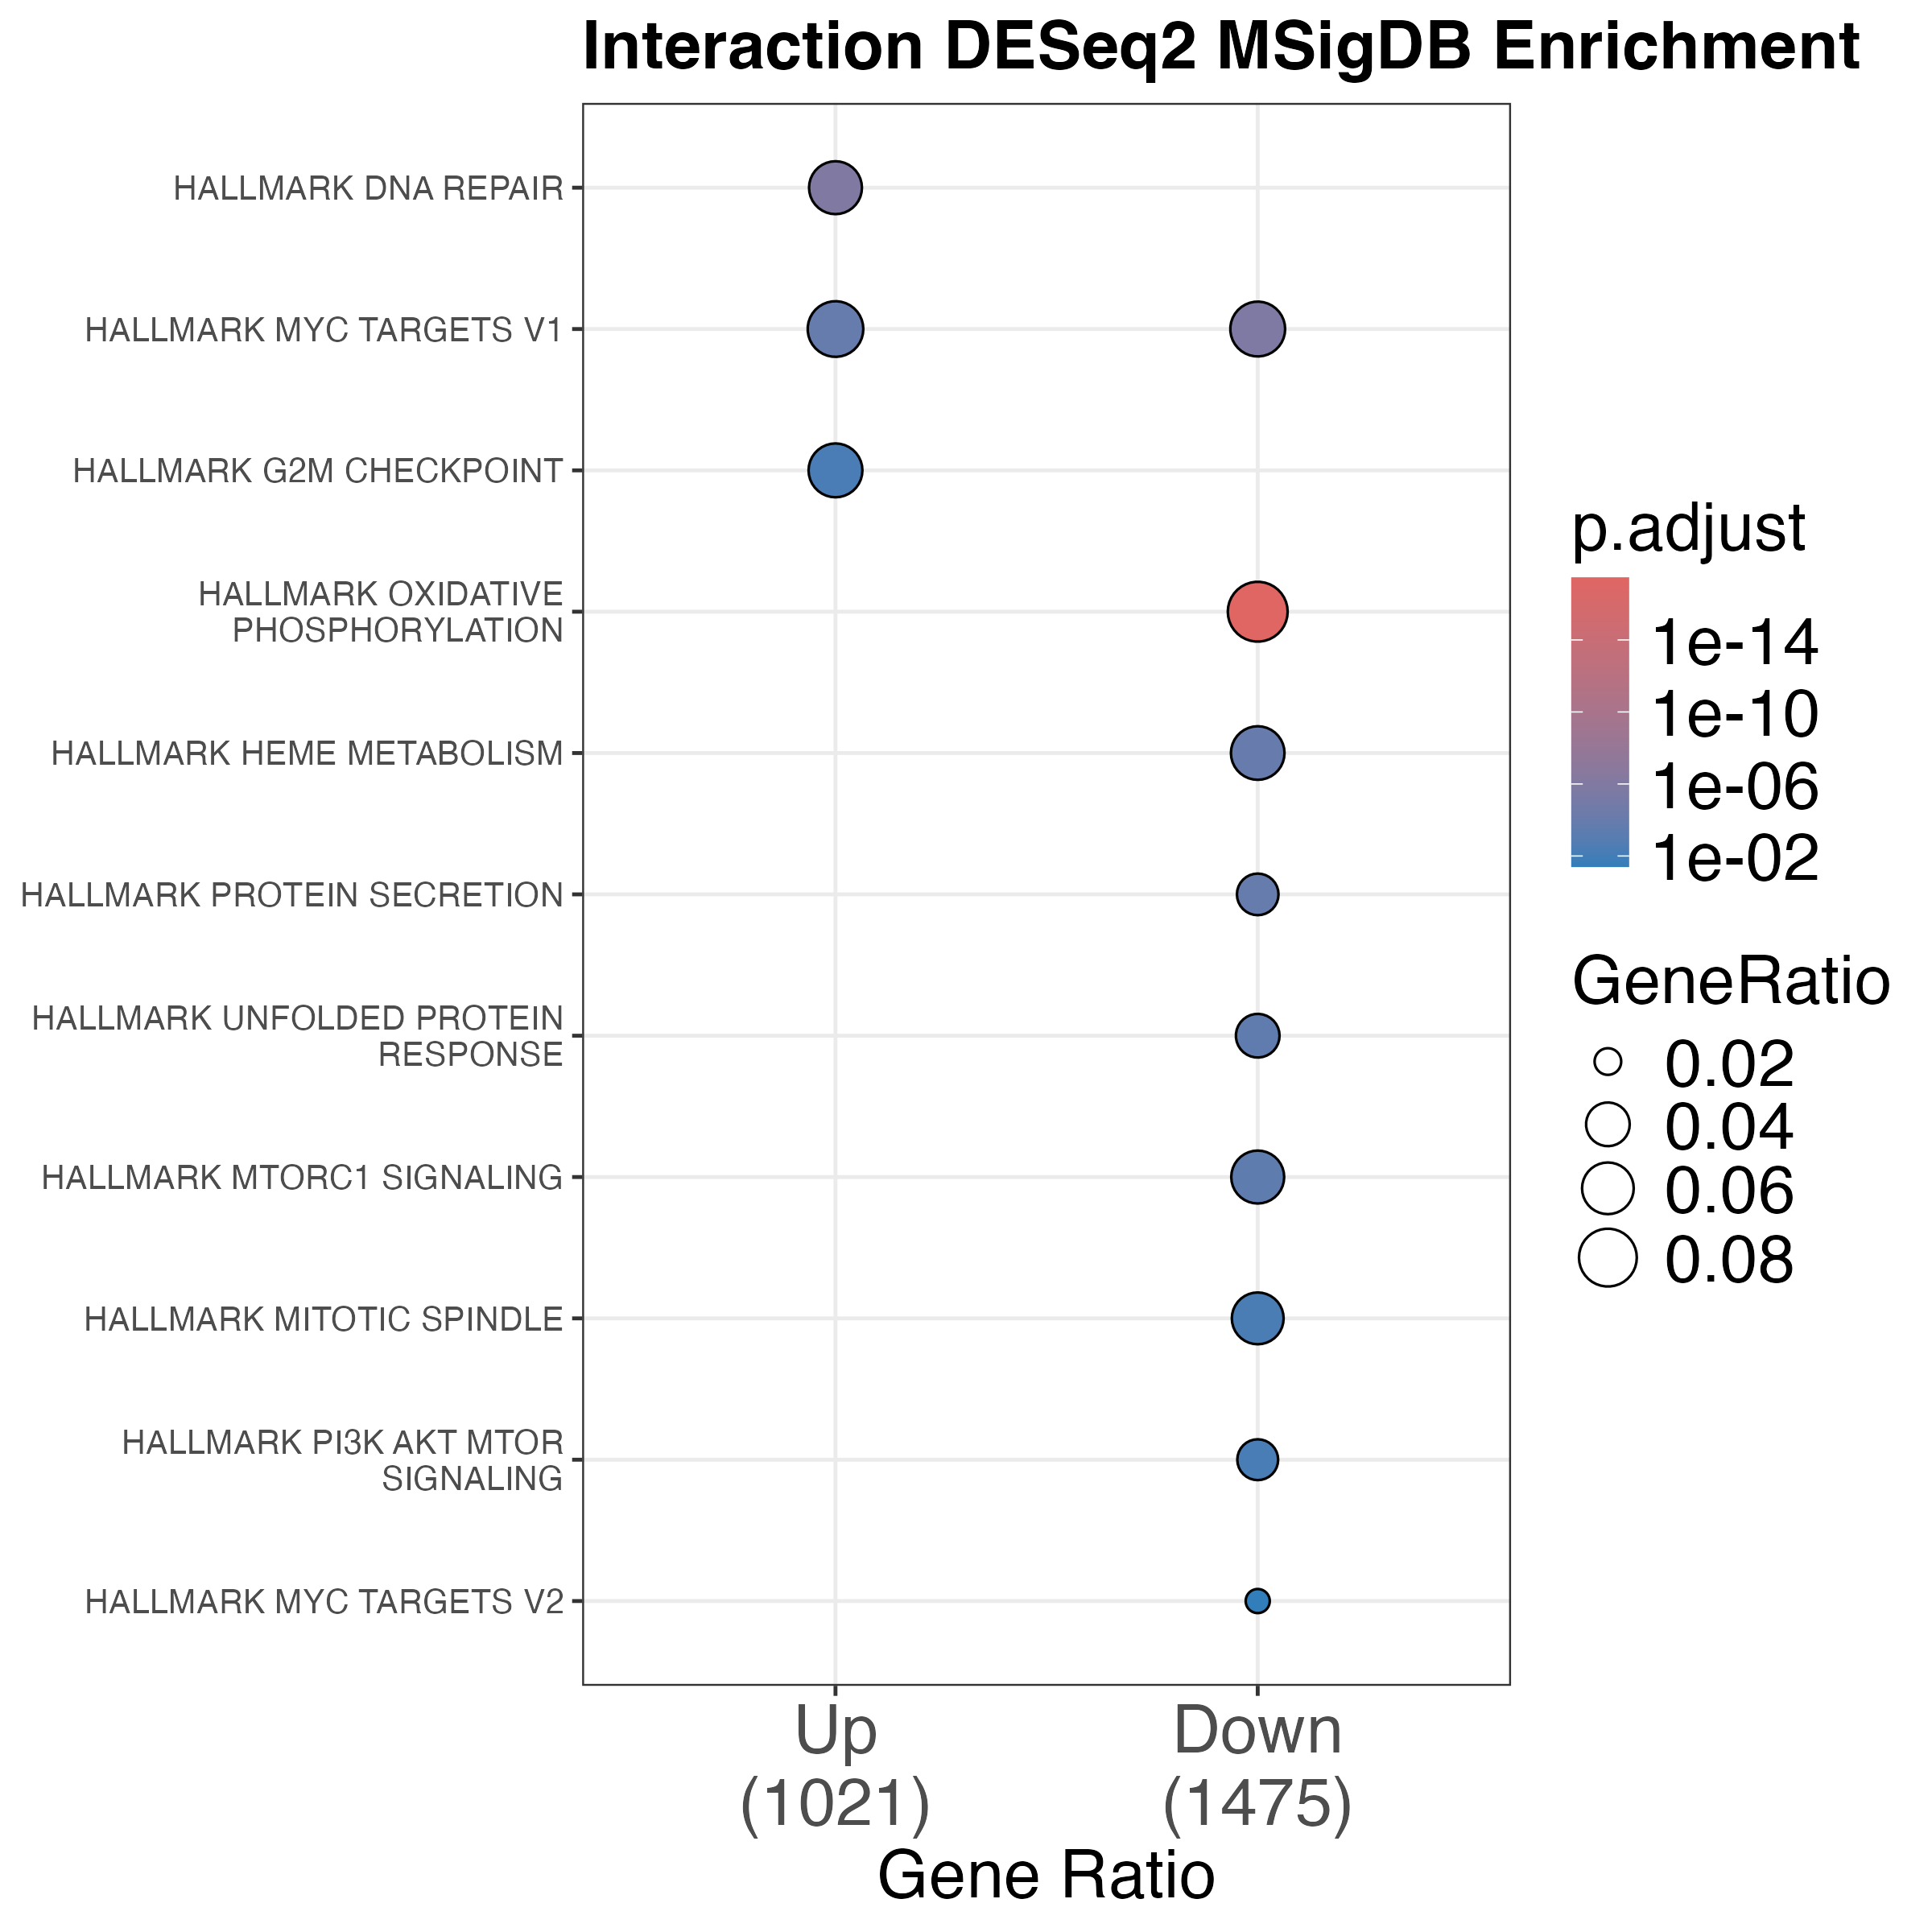 Interaction DESeq2 MSigDB Enrichment
HALLMARK DNA REPAIR
HALLMARK MYC TARGETS V1
HALLMARK G2M CHECKPOINT
HALLMARK OXIDATIVE
PHOSPHORYLATION
HALLMARK HEME METABOLISM
HALLMARK PROTEIN SECRETION
HALLMARK UNFOLDED PROTEIN
RESPONSE
HALLMARK MTORC1 SIGNALING
HALLMARK MITOTIC SPINDLE
HALLMARK PI3K AKT MTOR
SIGNALING
HALLMARK MYC TARGETS V2
Up
(1021)
Down
(1475)
Gene Ratio
p.adjust
1e-14
1e-10
1e-06
1e-02
GeneRatio
0.02
0.04
0.06
0.08